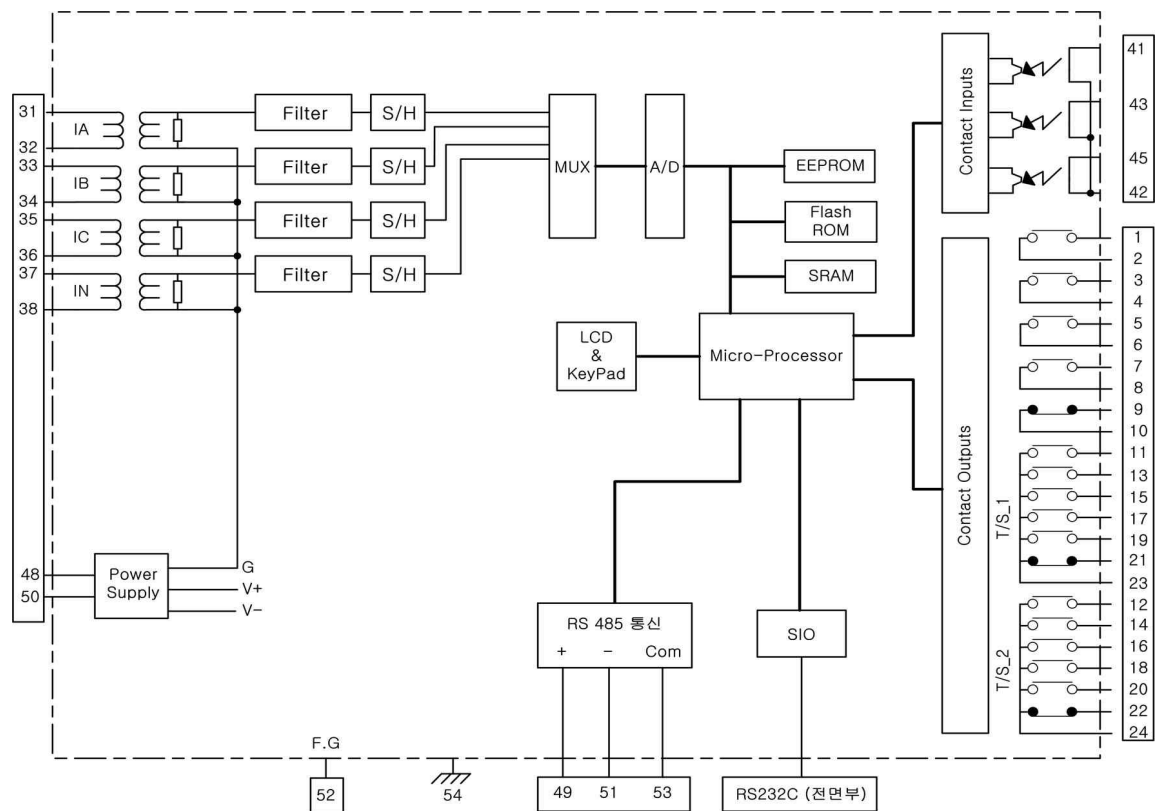 31
32
33
34
35
36
37
38
IA
IB
IC
IN
Filter
S/H
Filter
S/H
Filter
S/H
Filter
S/H
MUX
A/D
EEPROM
Flash
ROM
SRAM
LCD
&
KeyPad
Micro-Processor
Contact Inputs
41
43
45
42
Contact Outputs
T/S_1
T/S_2
1
2
3
4
5
6
7
8
9
10
11
13
15
17
19
21
23
12
14
16
18
20
22
24
48
50
Power
Supply
G
V+
V-
RS 485 통신
+ - Com
SIO
F.G
52
54
49 51 53
RS232C (전면부)